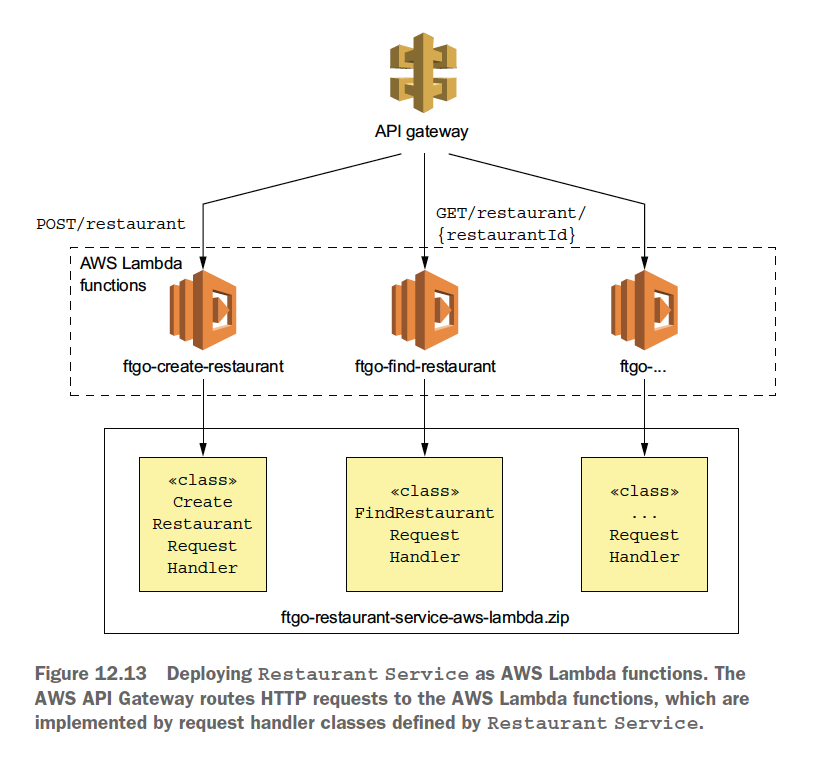 API gateway
POST/restaurant
GET/restaurant/
{restaurantId}
AWS Lambda
functions
ftgo-create-restaurant
ftgo-find-restaurant
ftgo-...
«class»
Create
Restaurant
Request
Handler
«class»
FindRestaurant
Request
Handler
«class»
...
Request
Handler
ftgo-restaurant-service-aws-lambda.zip
Figure 12.13 Deploying Restaurant Service as AWS Lambda functions. The
AWS API Gateway routes HTTP requests to the AWS Lambda functions, which are
implemented by request handler classes defined by Restaurant Service.